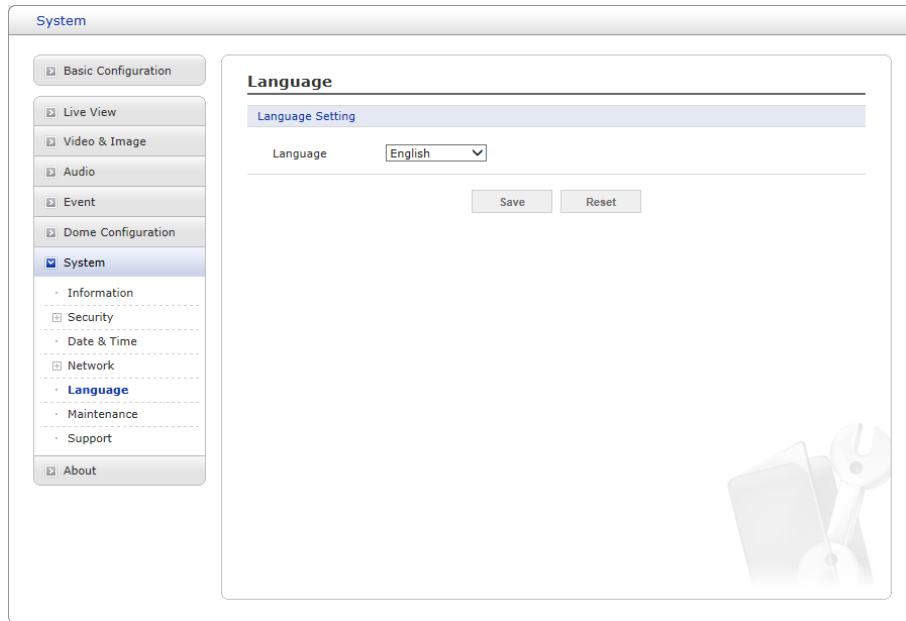 System
Basic Configuration
Live View
Video & Image
Audio
Event
Dome Configuration
System
Information
Security
Date & Time
Network
Language
Maintenance
Support
About
Language
Language Setting
Language English
Save Reset